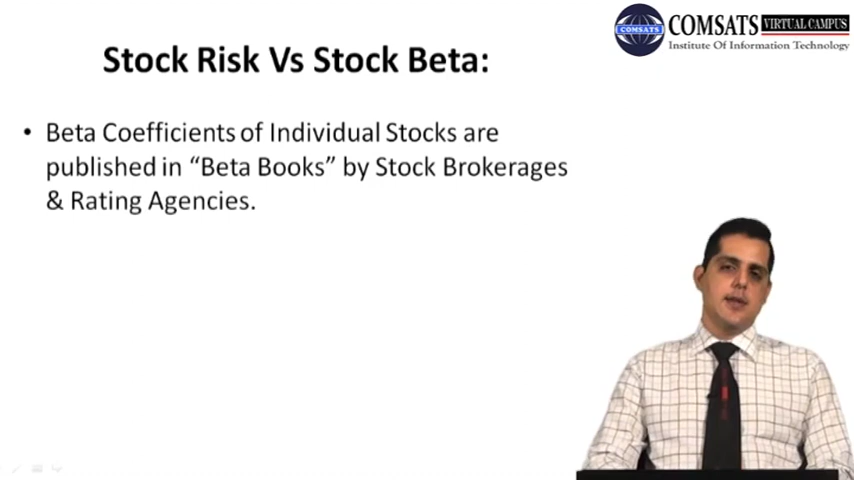 COMSATS VIRTUAL CAMPUS
Institute Of Information Technology
COMSATS
Stock Risk Vs Stock Beta:
• Beta Coefficients of Individual Stocks are
published in “Beta Books” by Stock Brokerages
& Rating Agencies.